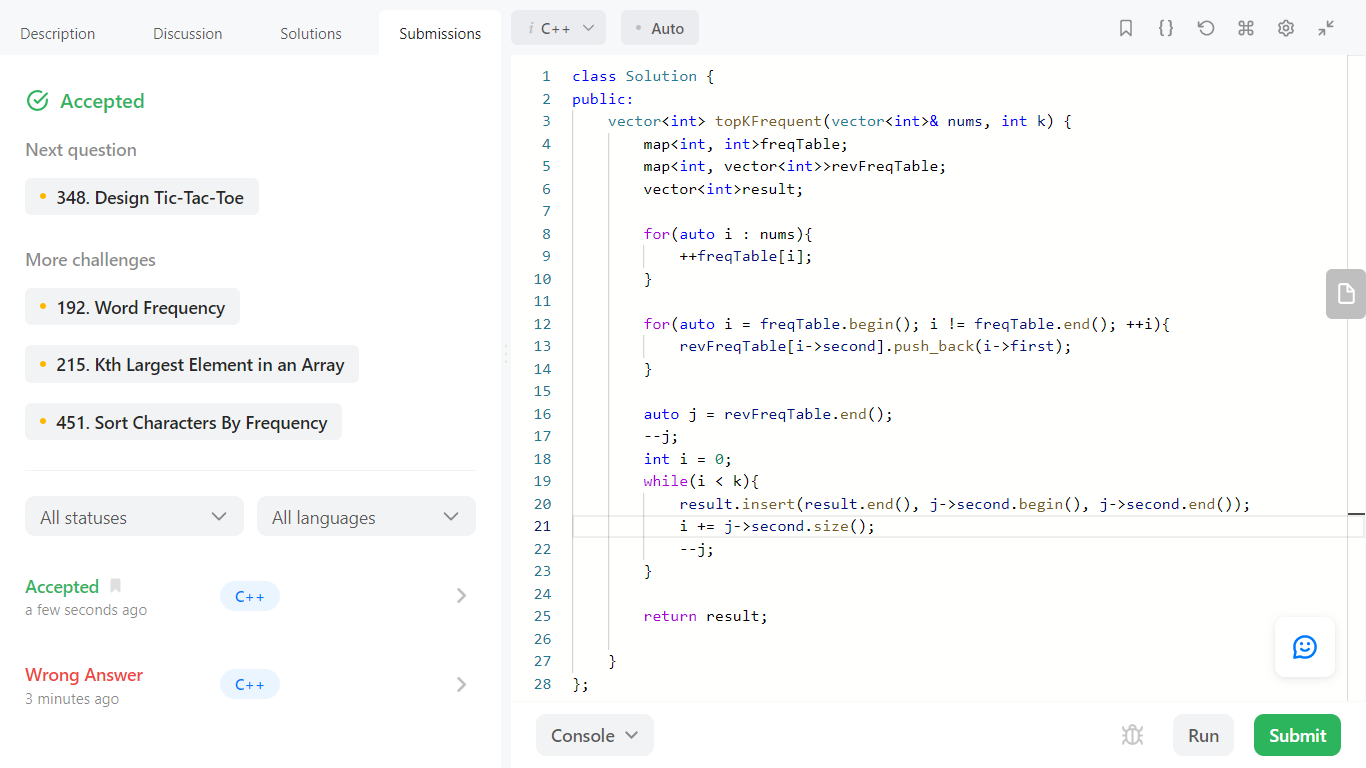 Description Discussion Solutions Submissions
Accepted
Next question
348. Design Tic-Tac-Toe
More challenges
192. Word Frequency
215. Kth Largest Element in an Array
451. Sort Characters By Frequency
All statuses All languages
Accepted C++
a few seconds ago
Wrong Answer C++
3 minutes ago
i C++ • Auto
1 class Solution {
2 public:
3     vector<int> topKFrequent(vector<int>& nums, int k) {
4         map<int, int>freqTable;
5         map<int, vector<int>>revFreqTable;
6         vector<int>result;
7
8         for(auto i : nums){
9             ++freqTable[i];
10         }
11
12         for(auto i = freqTable.begin(); i != freqTable.end(); ++i){
13             revFreqTable[i->second].push_back(i->first);
14         }
15
16         auto j = revFreqTable.end();
17         --j;
18         int i = 0;
19         while(i < k){
20             result.insert(result.end(), j->second.begin(), j->second.end());
21             i += j->second.size();
22             --j;
23         }
24
25         return result;
26
27     }
28 };
Console Run Submit